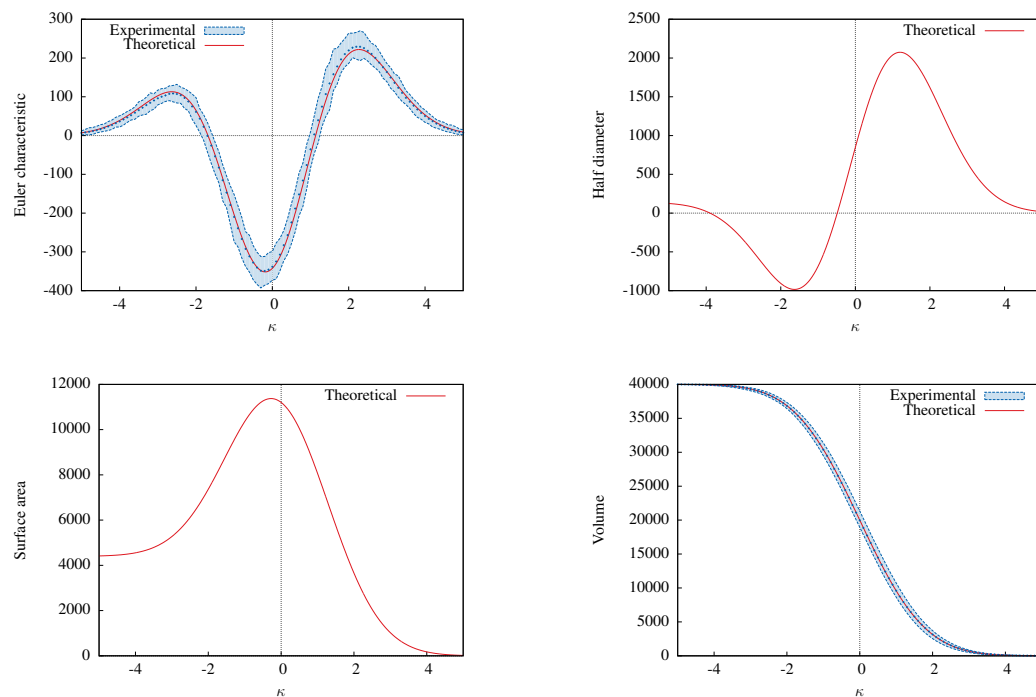 Euler characteristic
300
200
100
0
-100
-200
-300
-400
Experimental
Theoretical
-4 -2 0 2 4
κ
Half diameter
2500
2000
1500
1000
500
0
-500
-1000
Theoretical
-4 -2 0 2 4
κ
Surface area
12000
10000
8000
6000
4000
2000
0
Theoretical
-4 -2 0 2 4
κ
Volume
40000
35000
30000
25000
20000
15000
10000
5000
0
Experimental
Theoretical
-4 -2 0 2 4
κ